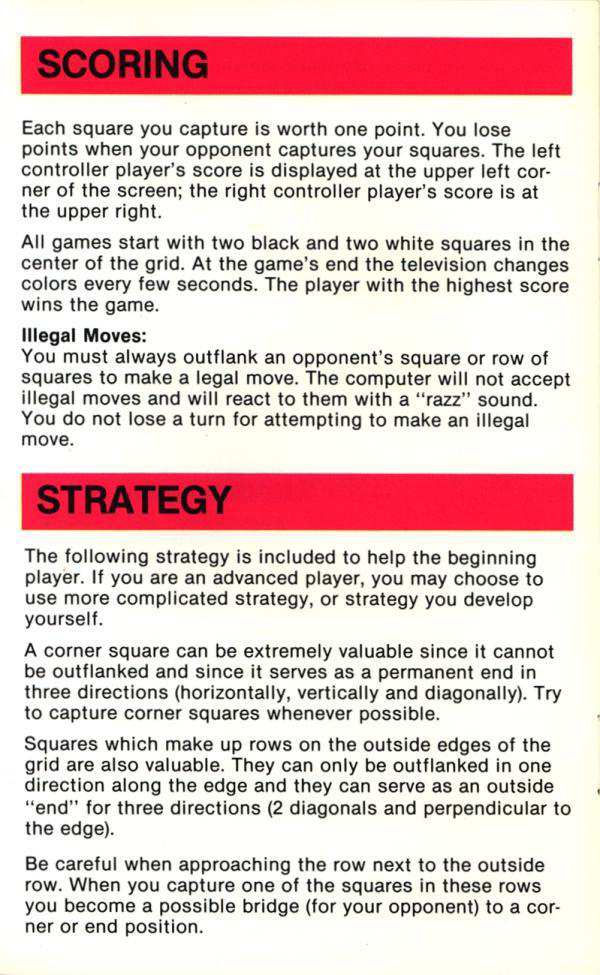 SCORING
Each square you capture is worth one point. You lose
points when your opponent captures your squares. The left
controller player's score is displayed at the upper left cor-
ner of the screen; the right controller player's score is at
the upper right.
All games start with two black and two white squares in the
center of the grid. At the game's end the television changes
colors every few seconds. The player with the highest score
wins the game.
Illegal Moves:
You must always outflank an opponent's square or row of
squares to make a legal move. The computer will not accept
illegal moves and will react to them with a "razz" sound.
You do not lose a turn for attempting to make an illegal
move.
STRATEGY
The following strategy is included to help the beginning
player. If you are an advanced player, you may choose to
use more complicated strategy, or strategy you develop
yourself.
A corner square can be extremely valuable since it cannot
be outflanked and since it serves as a permanent end in
three directions (horizontally, vertically and diagonally). Try
to capture corner squares whenever possible.
Squares which make up rows on the outside edges of the
grid are also valuable. They can only be outflanked in one
direction along the edge and they can serve as an outside
"end" for three directions (2 diagonals and perpendicular to
the edge).
Be careful when approaching the row next to the outside
row. When you capture one of the squares in these rows
you become a possible bridge (for your opponent) to a cor-
ner or end position.